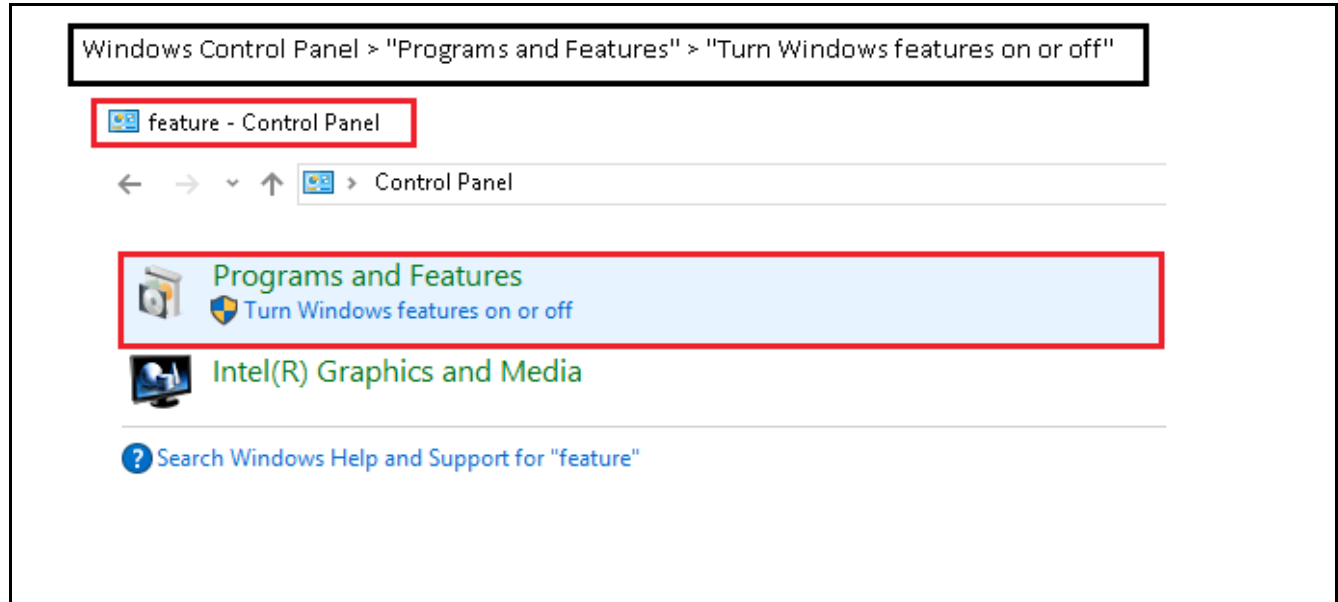 Windows Control Panel > "Programs and Features" > "Turn Windows features on or off"
feature - Control Panel
Control Panel
Programs and Features
Turn Windows features on or off
Intel(R) Graphics and Media
Search Windows Help and Support for "feature"